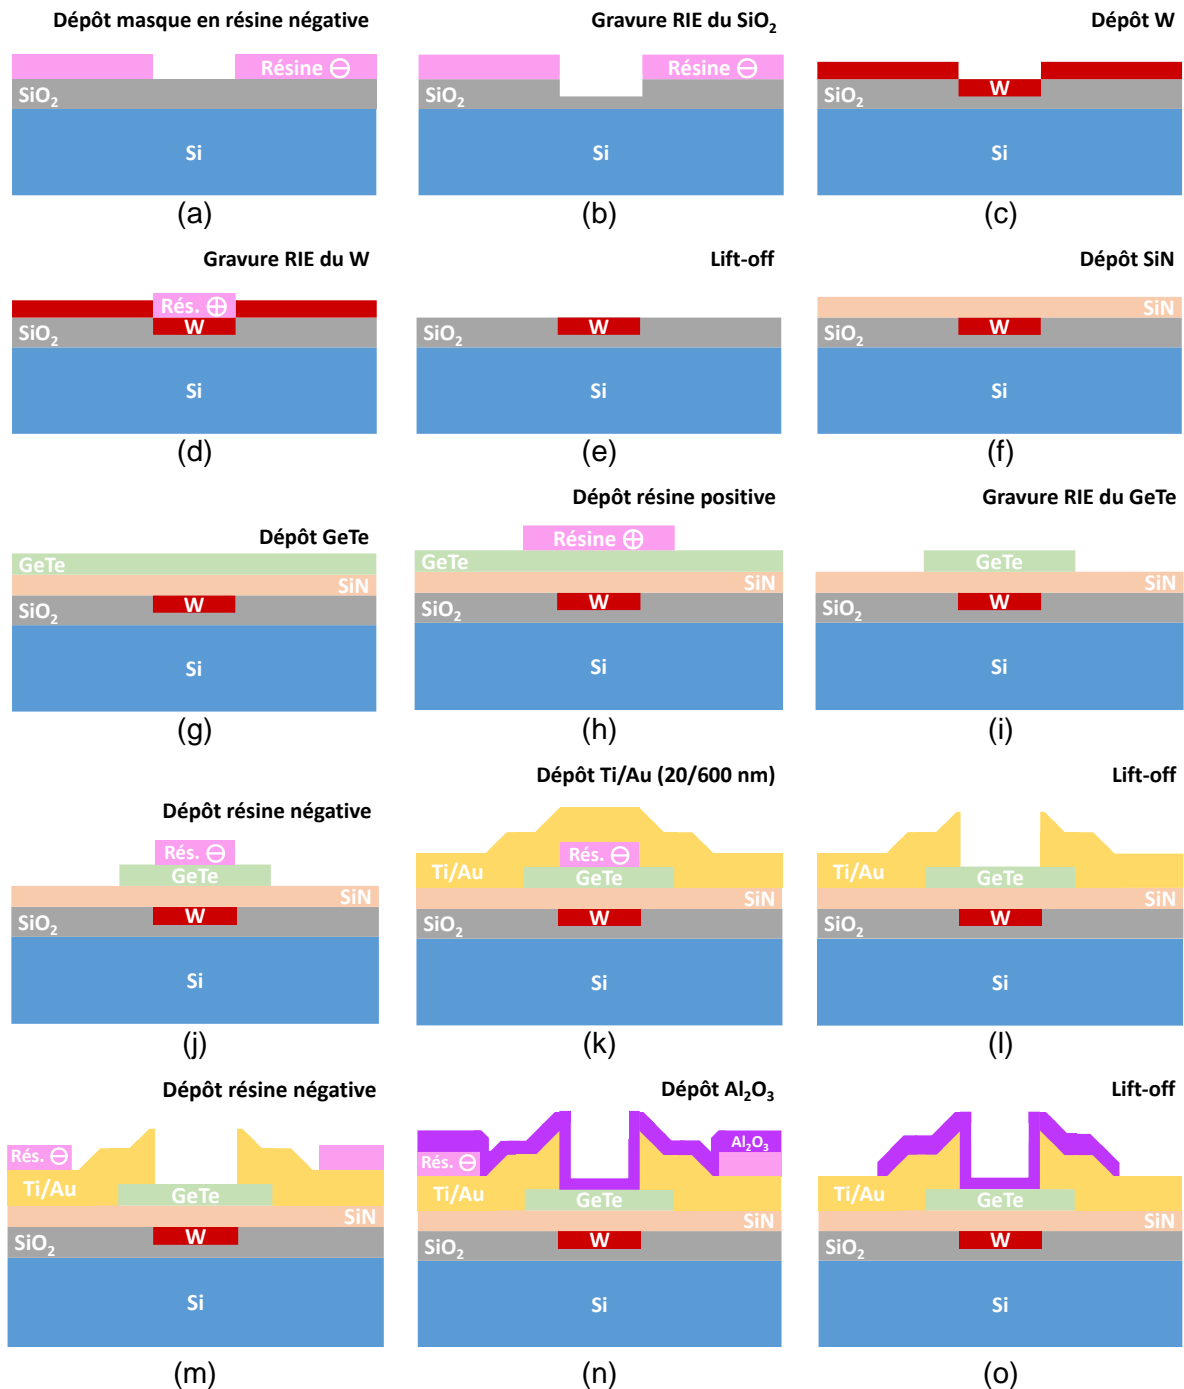 Dépôt masque en résine négative
Résine ⊖
SiO₂
Si
(a)
Gravure RIE du SiO₂
Résine ⊖
SiO₂
Si
(b)
Dépôt W
W
SiO₂
Si
(c)
Gravure RIE du W
Rés. ⊕
W
SiO₂
Si
(d)
Lift-off
W
SiO₂
Si
(e)
Dépôt SiN
SiN
W
SiO₂
Si
(f)
Dépôt GeTe
GeTe
SiN
W
SiO₂
Si
(g)
Dépôt résine positive
Résine ⊕
GeTe
SiN
W
SiO₂
Si
(h)
Gravure RIE du GeTe
GeTe
SiN
W
SiO₂
Si
(i)
Dépôt résine négative
Rés. ⊖
GeTe
SiN
W
SiO₂
Si
(j)
Dépôt Ti/Au (20/600 nm)
Rés. ⊖
Ti/Au
GeTe
SiN
W
SiO₂
Si
(k)
Lift-off
Ti/Au
GeTe
SiN
W
SiO₂
Si
(l)
Dépôt résine négative
Rés. ⊖
Ti/Au
GeTe
SiN
W
SiO₂
Si
(m)
Dépôt Al₂O₃
Al₂O₃
Rés. ⊖
Ti/Au
GeTe
SiN
W
SiO₂
Si
(n)
Lift-off
Ti/Au
GeTe
SiN
W
SiO₂
Si
(o)